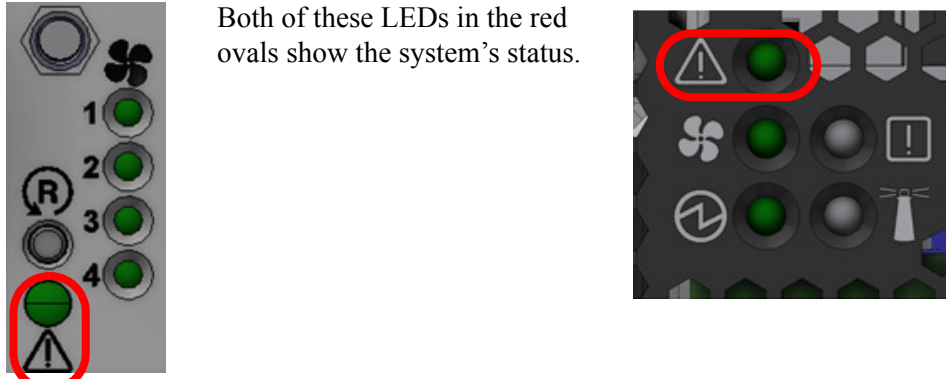 Both of these LEDs in the red
ovals show the system's status.
1
2
R
3
4